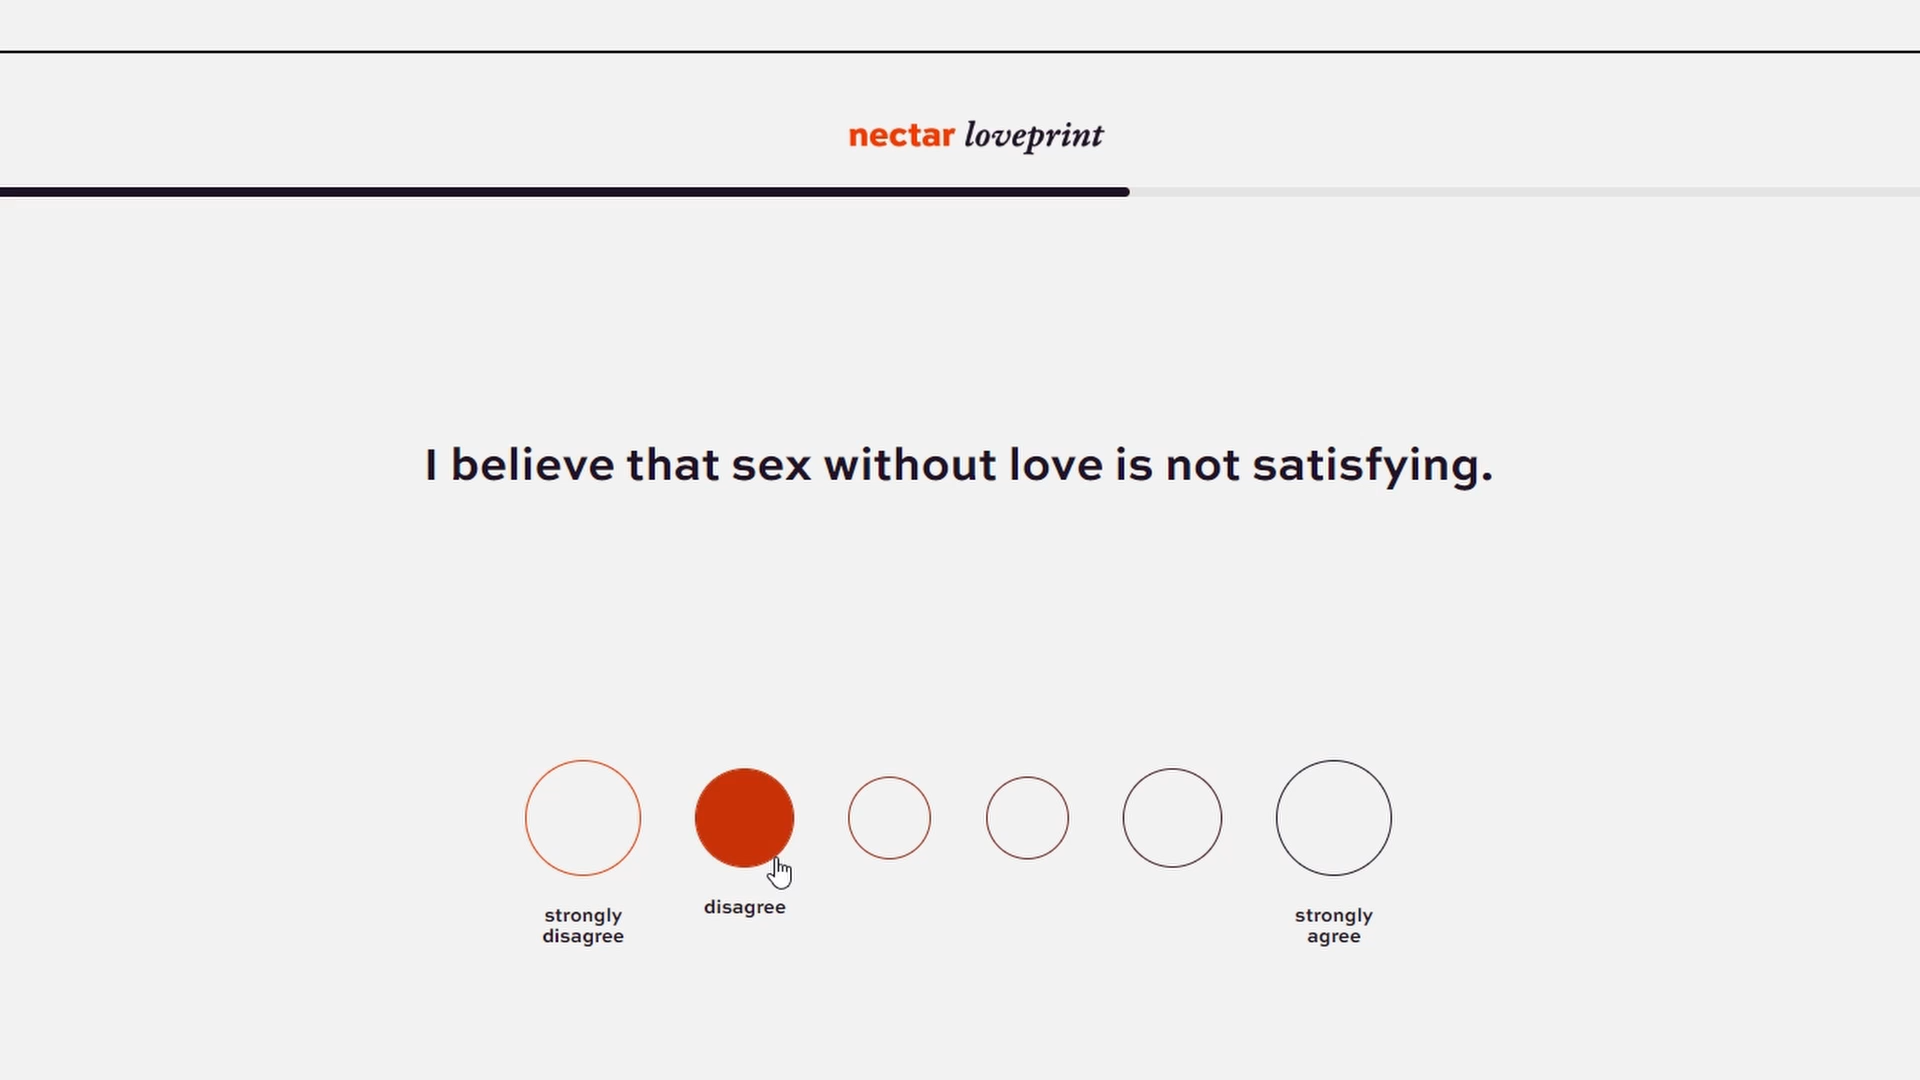 nectar loveprint
I believe that sex without love is not satisfying.
strongly
disagree
disagree
strongly
agree